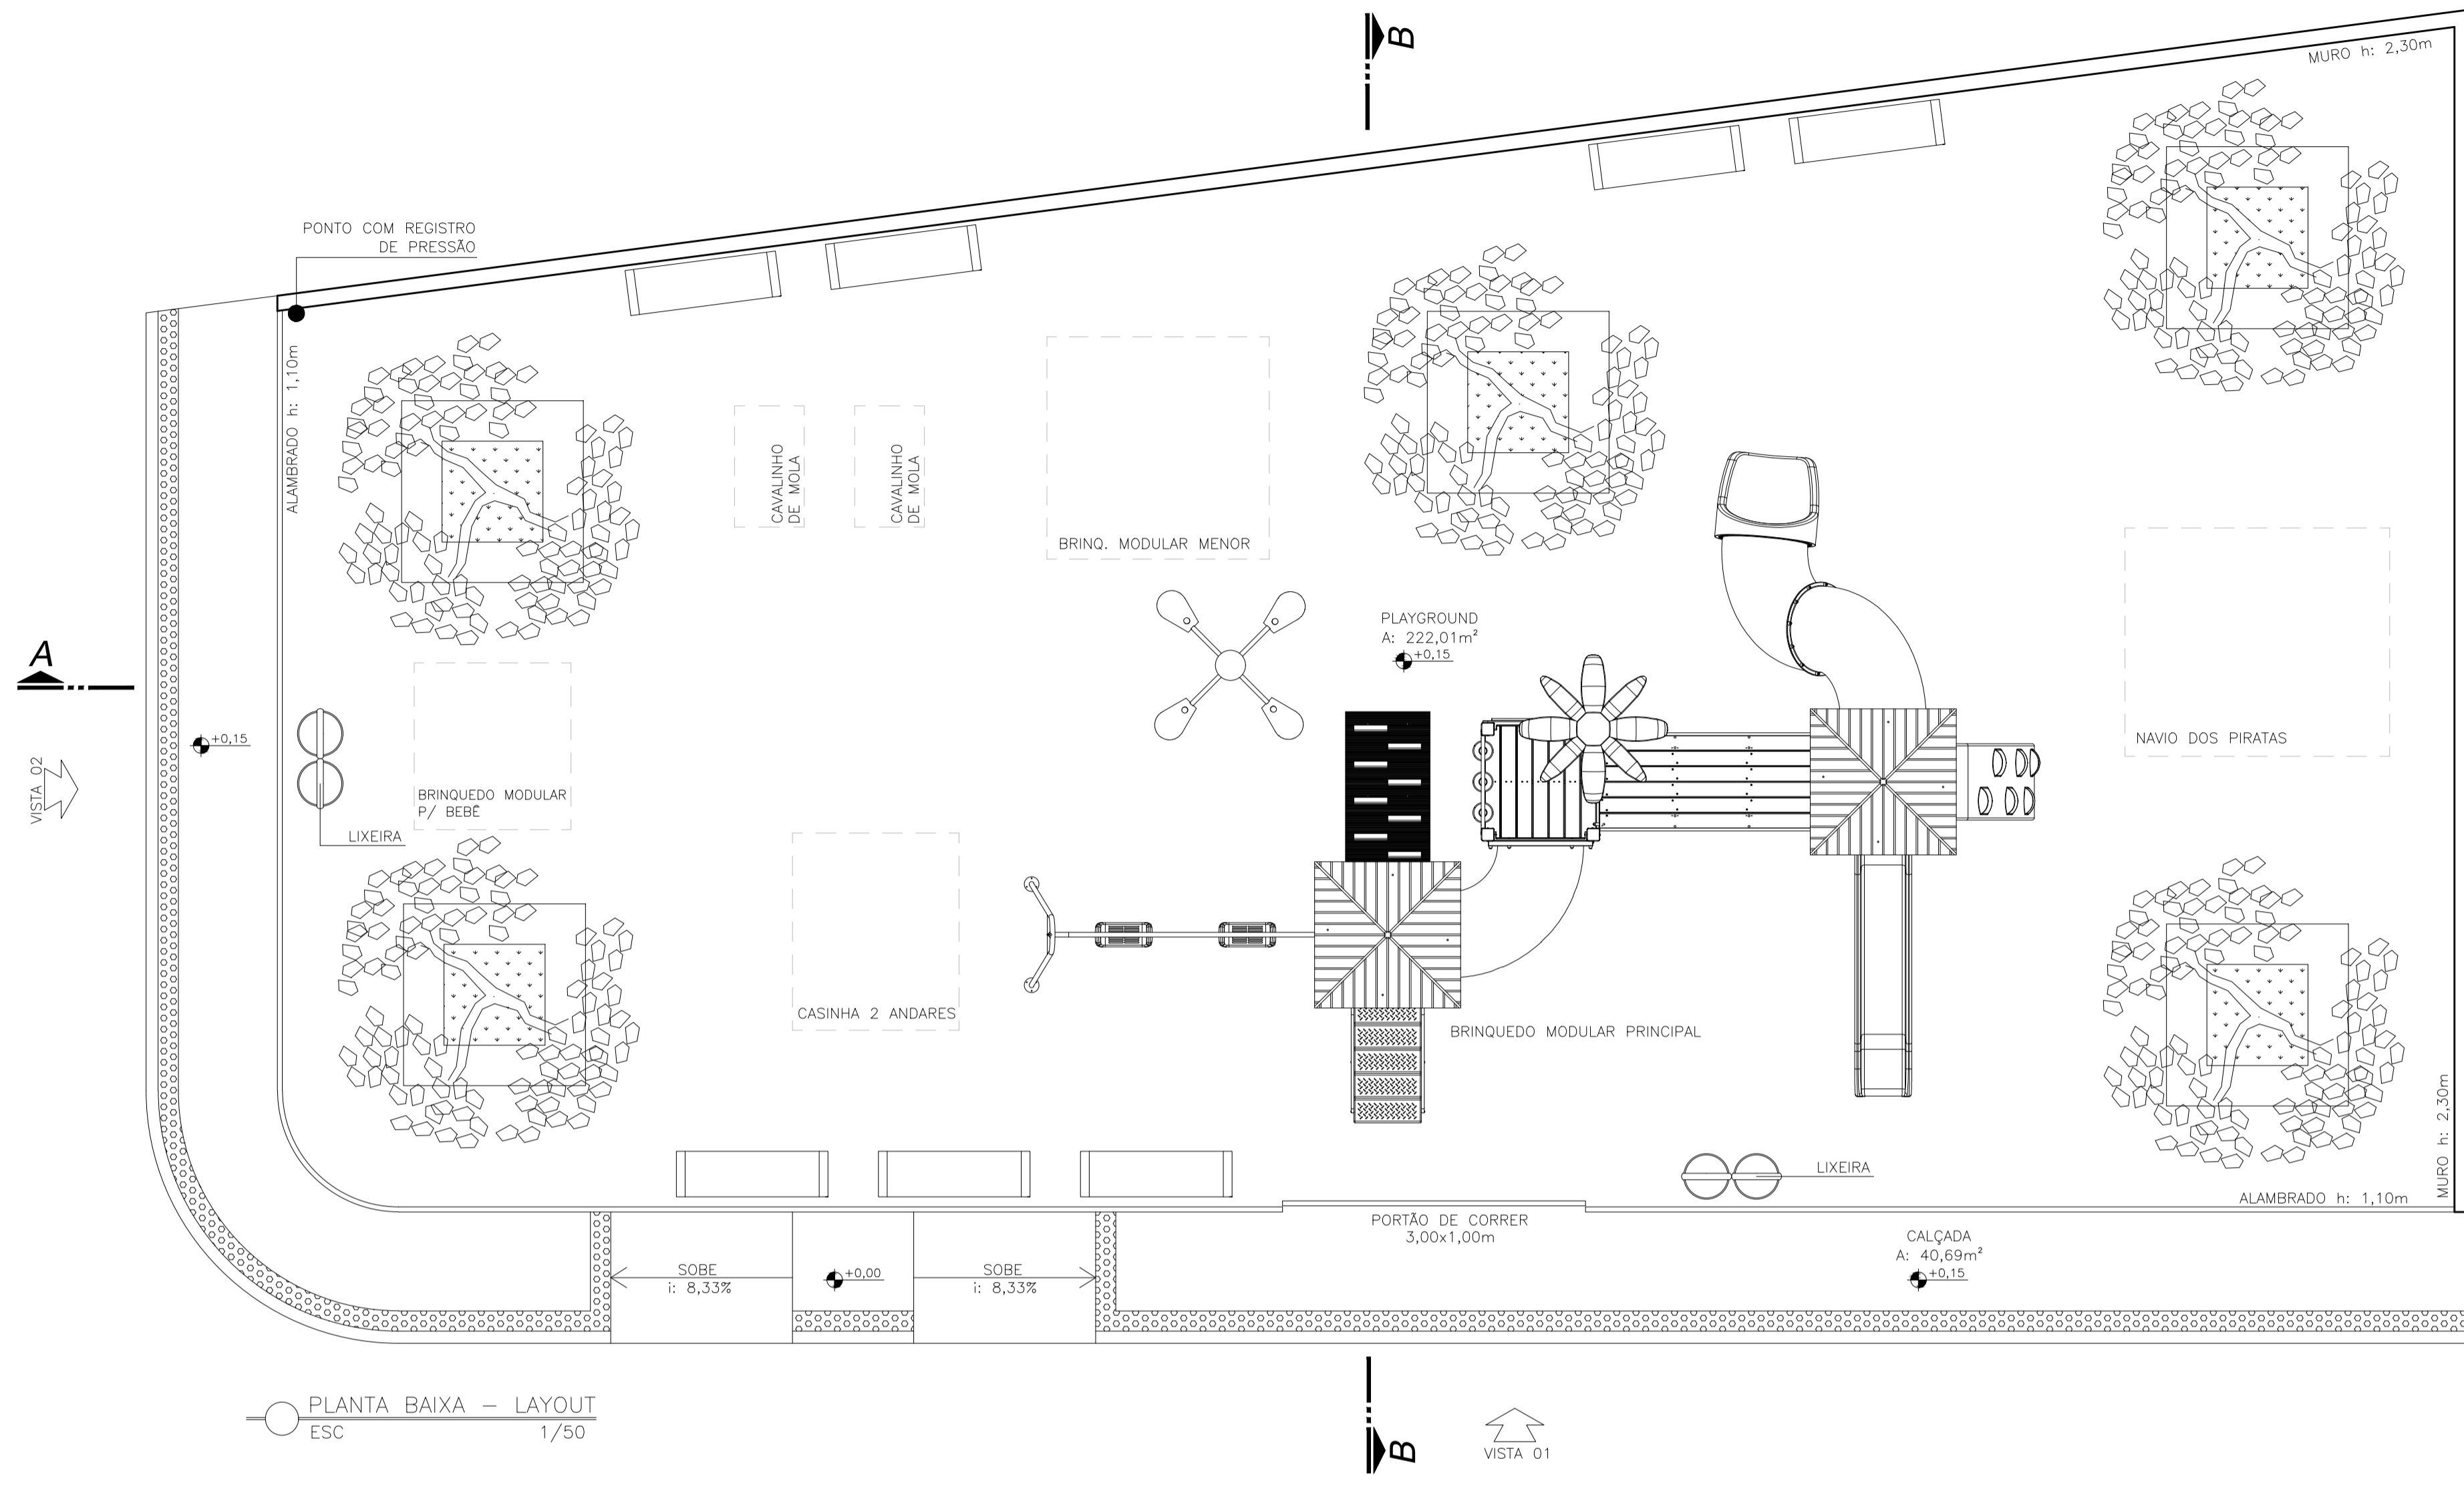 B
MURO h: 2,30m
PONTO COM REGISTRO
DE PRESSÃO
ALAMBRADO h: 1,10m
CAVALINHO
DE MOLA
CAVALINHO
DE MOLA
BRINQ. MODULAR MENOR
PLAYGROUND
A: 222,01m²
+0,15
A
+0,15
VISTA 02
NAVIO DOS PIRATAS
BRINQUEDO MODULAR
P/ BEBÊ
LIXEIRA
CASINHA 2 ANDARES
BRINQUEDO MODULAR PRINCIPAL
MURO h: 2,30m
LIXEIRA
ALAMBRADO h: 1,10m
PORTÃO DE CORRER
3,00x1,00m
CALÇADA
A: 40,69m²
+0,15
SOBE
i: 8,33%
+0,00
SOBE
i: 8,33%
PLANTA BAIXA – LAYOUT
ESC 1/50
B
VISTA 01